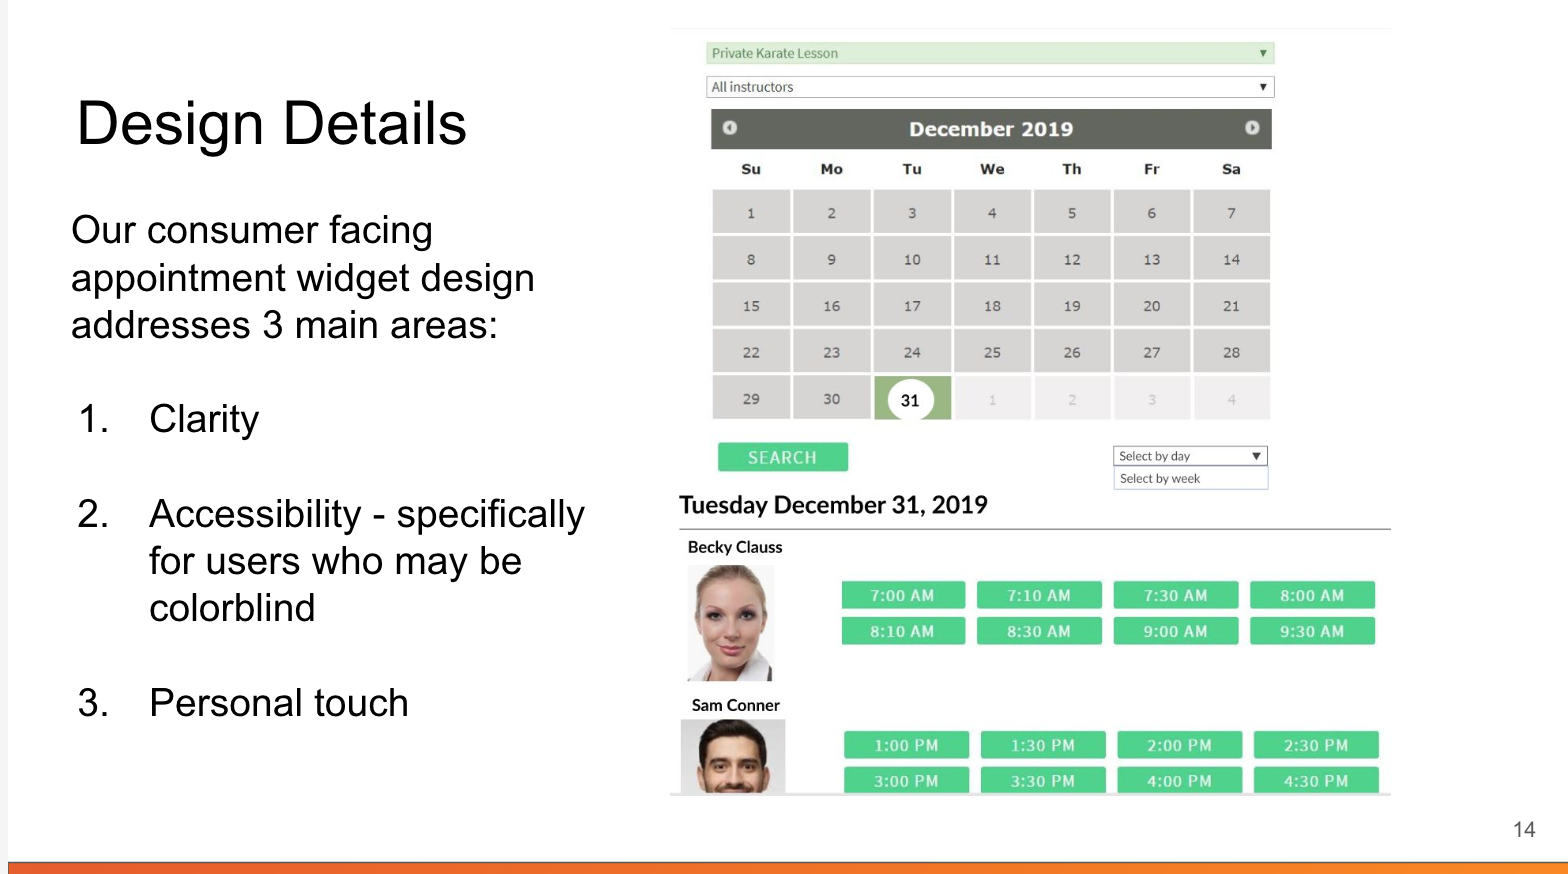 Design Details
Our consumer facing
appointment widget design
addresses 3 main areas:
1. Clarity
2. Accessibility - specifically
for users who may be
colorblind
3. Personal touch
Private Karate Lesson
All instructors
December 2019
Su Mo Tu We Th Fr Sa
1 2 3 4 5 6 7
8 9 10 11 12 13 14
15 16 17 18 19 20 21
22 23 24 25 26 27 28
29 30 31 1 2 3 4
SEARCH
Select by day
Select by week
Tuesday December 31, 2019
Becky Clauss
7:00 AM 7:10 AM 7:30 AM 8:00 AM
8:10 AM 8:30 AM 9:00 AM 9:30 AM
Sam Conner
1:00 PM 1:30 PM 2:00 PM 2:30 PM
3:00 PM 3:30 PM 4:00 PM 4:30 PM
14